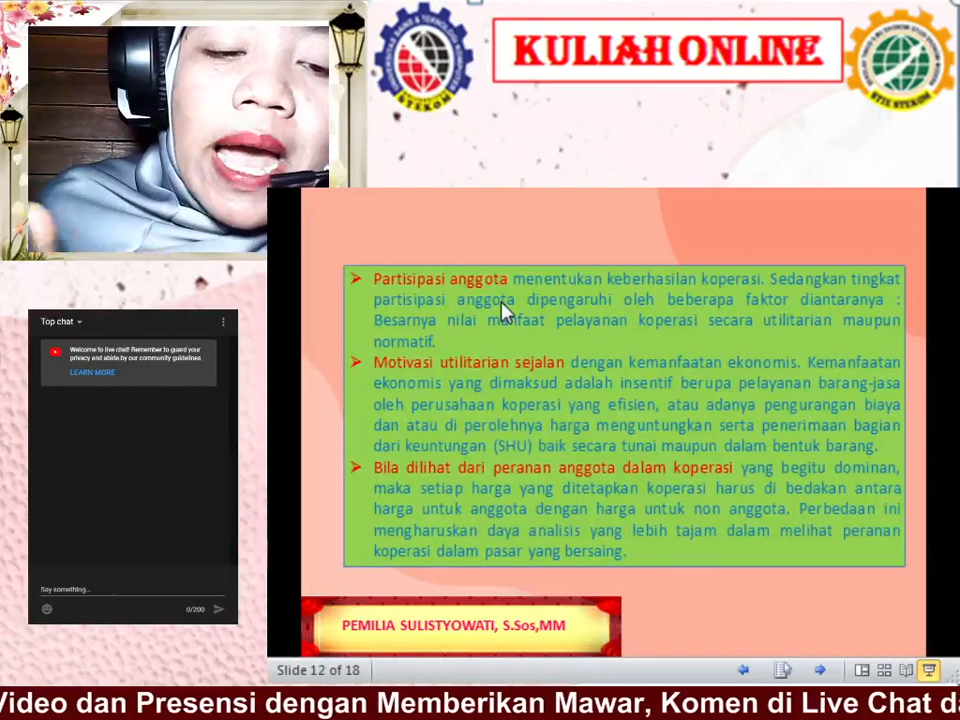 KULIAH ONLINE
STEKOM
STIE STEKOM
Partisipasi anggota menentukan keberhasilan koperasi. Sedangkan tingkat
partisipasi anggota dipengaruhi oleh beberapa faktor diantaranya :
Besarnya nilai manfaat pelayanan koperasi secara utilitarian maupun
normatif.
Motivasi utilitarian sejalan dengan kemanfaatan ekonomis. Kemanfaatan
ekonomis yang dimaksud adalah insentif berupa pelayanan barang-jasa
oleh perusahaan koperasi yang efisien, atau adanya pengurangan biaya
dan atau di perolehnya harga menguntungkan serta penerimaan bagian
dari keuntungan (SHU) baik secara tunai maupun dalam bentuk barang.
Bila dilihat dari peranan anggota dalam koperasi yang begitu dominan,
maka setiap harga yang ditetapkan koperasi harus di bedakan antara
harga untuk anggota dengan harga untuk non anggota. Perbedaan ini
mengharuskan daya analisis yang lebih tajam dalam melihat peranan
koperasi dalam pasar yang bersaing.
Top chat
Welcome to live chat! Remember to guard your
privacy and abide by our community guidelines.
LEARN MORE
Say something...
0/200
PEMILIA SULISTYOWATI, S.Sos,MM
Slide 12 of 18
Video dan Presensi dengan Memberikan Mawar, Komen di Live Chat da